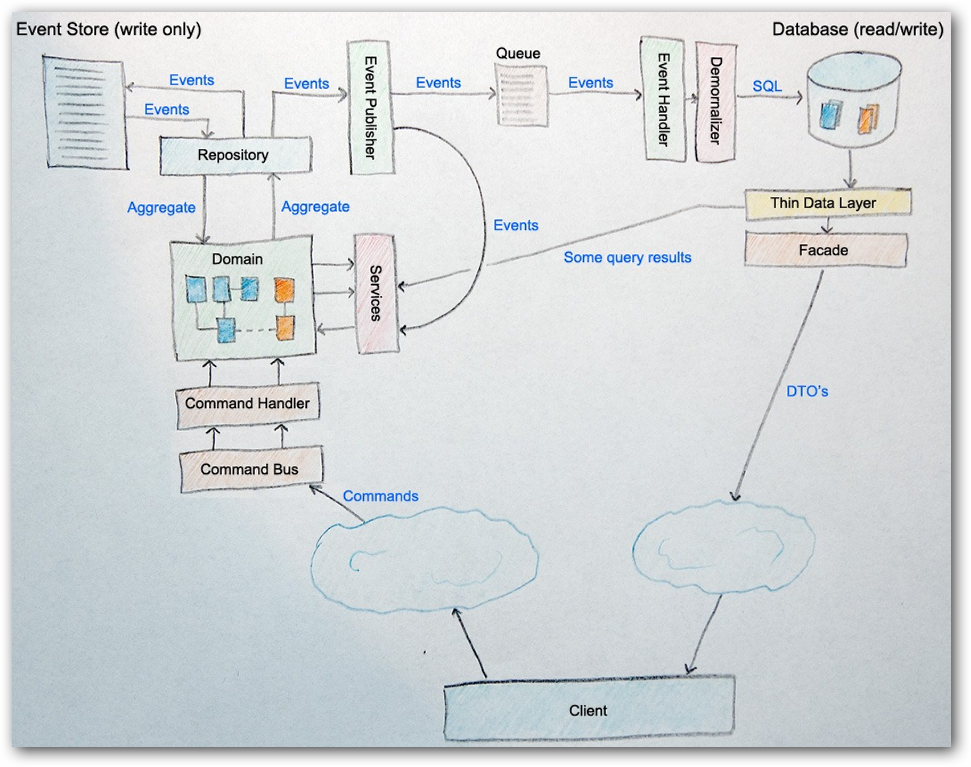 Event Store (write only)
Database (read/write)
Queue
Events
Events
Events
Events
Events
SQL
Event Publisher
Event Handler
Demornalizer
Repository
Aggregate
Aggregate
Thin Data Layer
Events
Facade
Domain
Services
Some query results
DTO's
Command Handler
Command Bus
Commands
Client